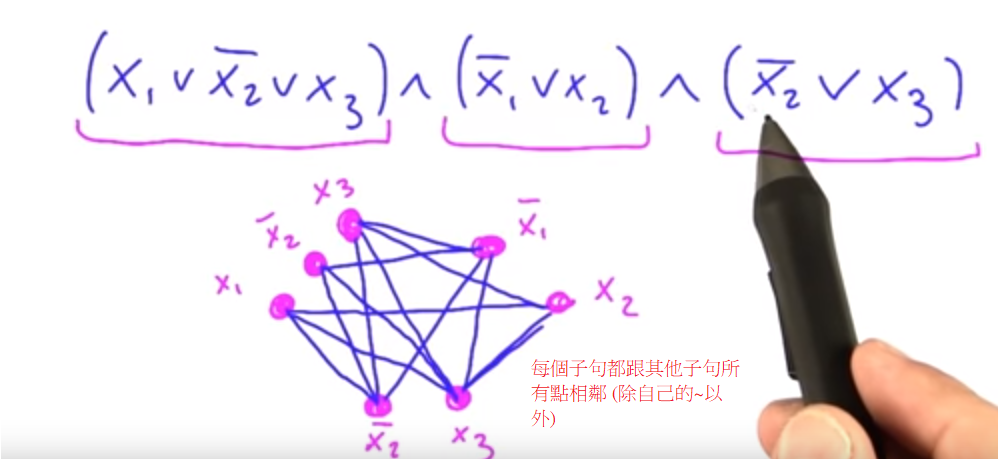 (x₁ ∨ x̄₂ ∨ x₃) ∧ (x̄₁ ∨ x₂) ∧ (x̄₂ ∨ x₃)
x₃
x̄₁
x̄₂
x₁
x₂
每個子句都跟其他子句所
有點相鄰 (除自己的~以
外)
x̄₂
x₃